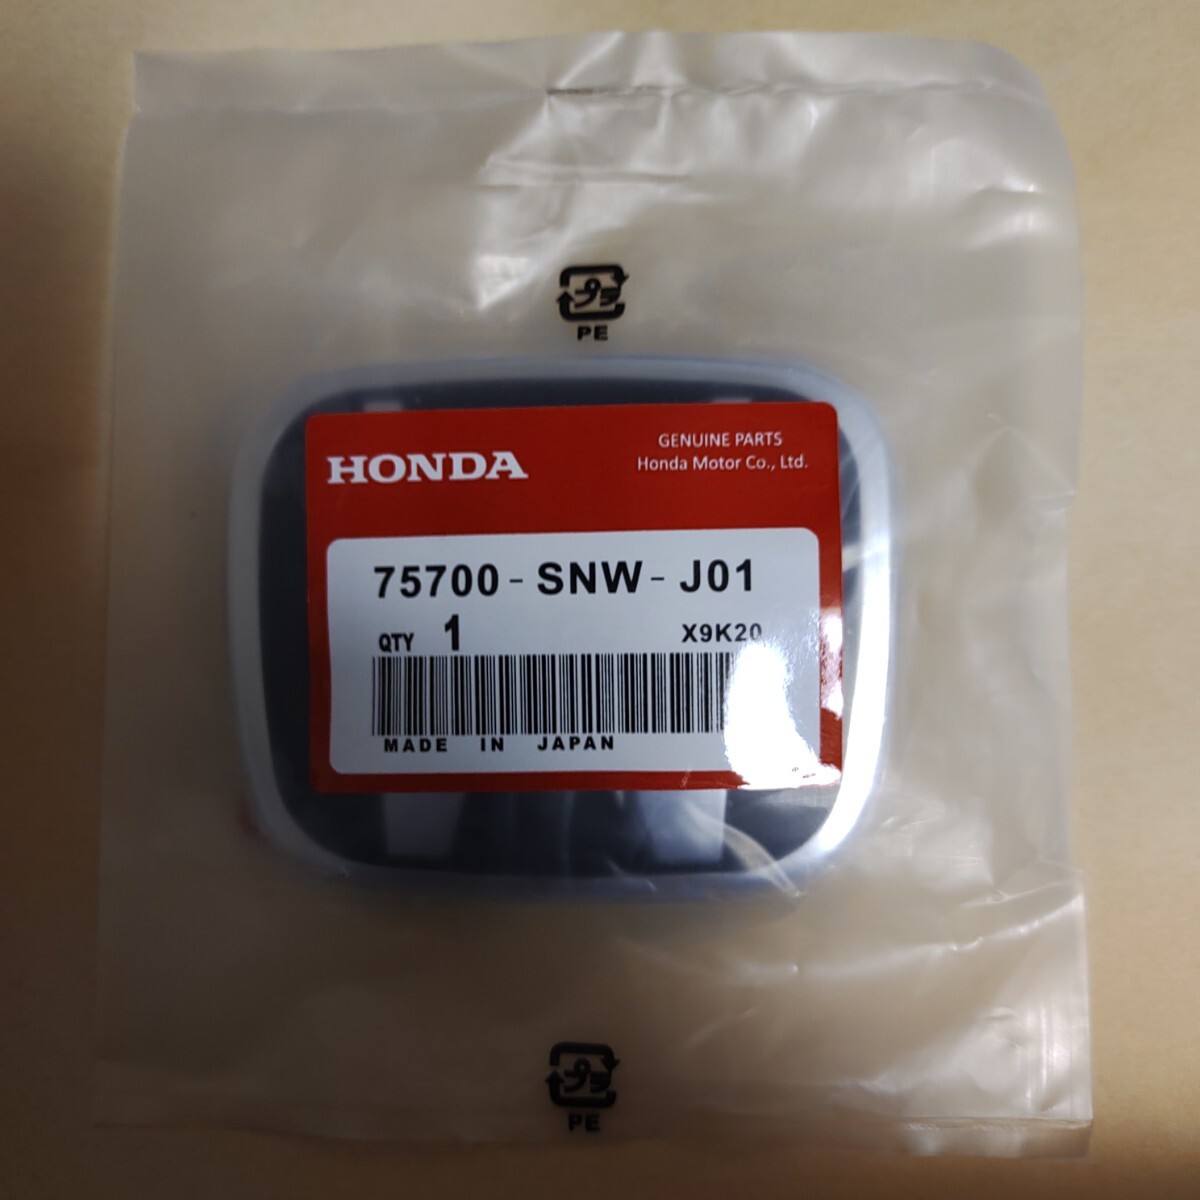 プラ
PE
HONDA
GENUINE PARTS
Honda Motor Co., Ltd.
75700 - SNW - J01
QTY 1 X9K20
MADE IN JAPAN
プラ
PE